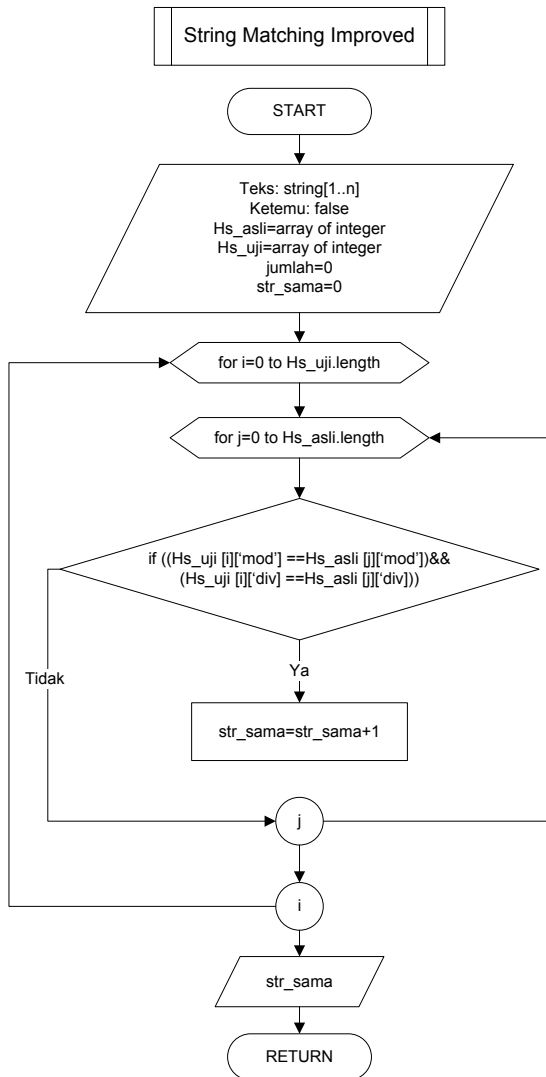 String Matching Improved
START
Teks: string[1..n]
Ketemu: false
Hs_asli=array of integer
Hs_uji=array of integer
jumlah=0
str_sama=0
for i=0 to Hs_uji.length
for j=0 to Hs_asli.length
if ((Hs_uji [i][‘mod’] ==Hs_asli [j][‘mod’])&&
(Hs_uji [i][‘div] ==Hs_asli [j][‘div]))
Ya
Tidak
str_sama=str_sama+1
j
i
str_sama
RETURN